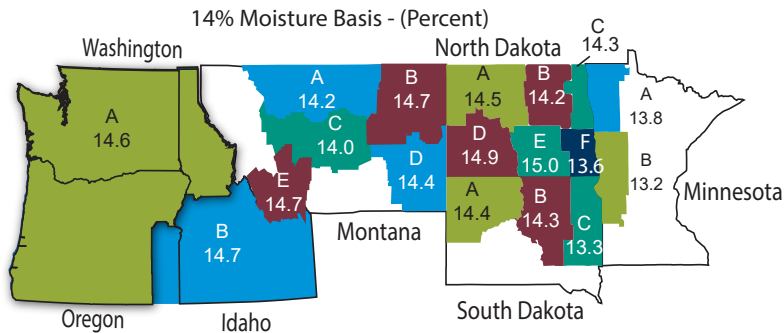 14% Moisture Basis - (Percent)
Washington
North Dakota
C
14.3
A
14.6
A
14.2
B
14.7
C
14.0
D
14.4
E
14.7
A
14.5
B
14.2
D
14.9
E
15.0
F
13.6
A
13.8
B
13.2
Minnesota
A
14.4
B
14.3
C
13.3
B
14.7
Montana
South Dakota
Oregon
Idaho